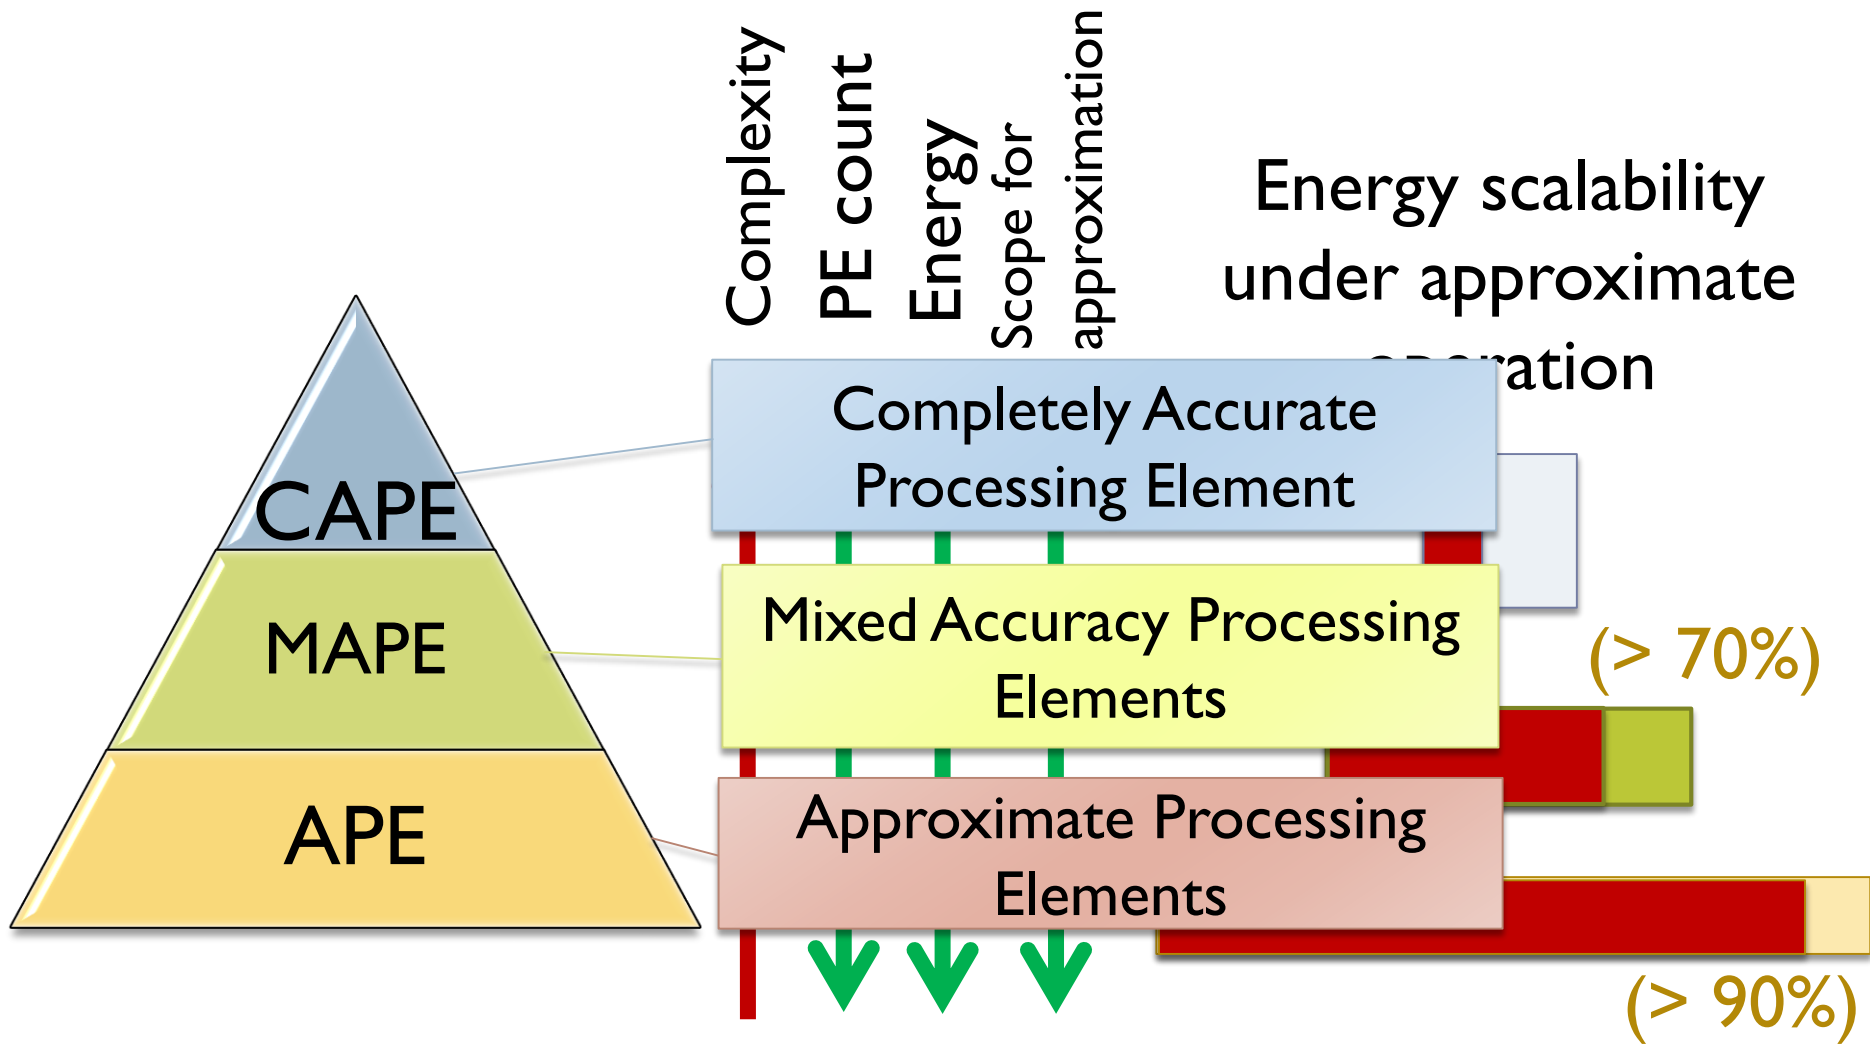 Complexity
PE count
Energy
Scope for
approximation
Energy scalability
under approximate
operation
Completely Accurate
Processing Element
CAPE
Mixed Accuracy Processing
Elements
MAPE
(> 70%)
Approximate Processing
Elements
APE
(> 90%)